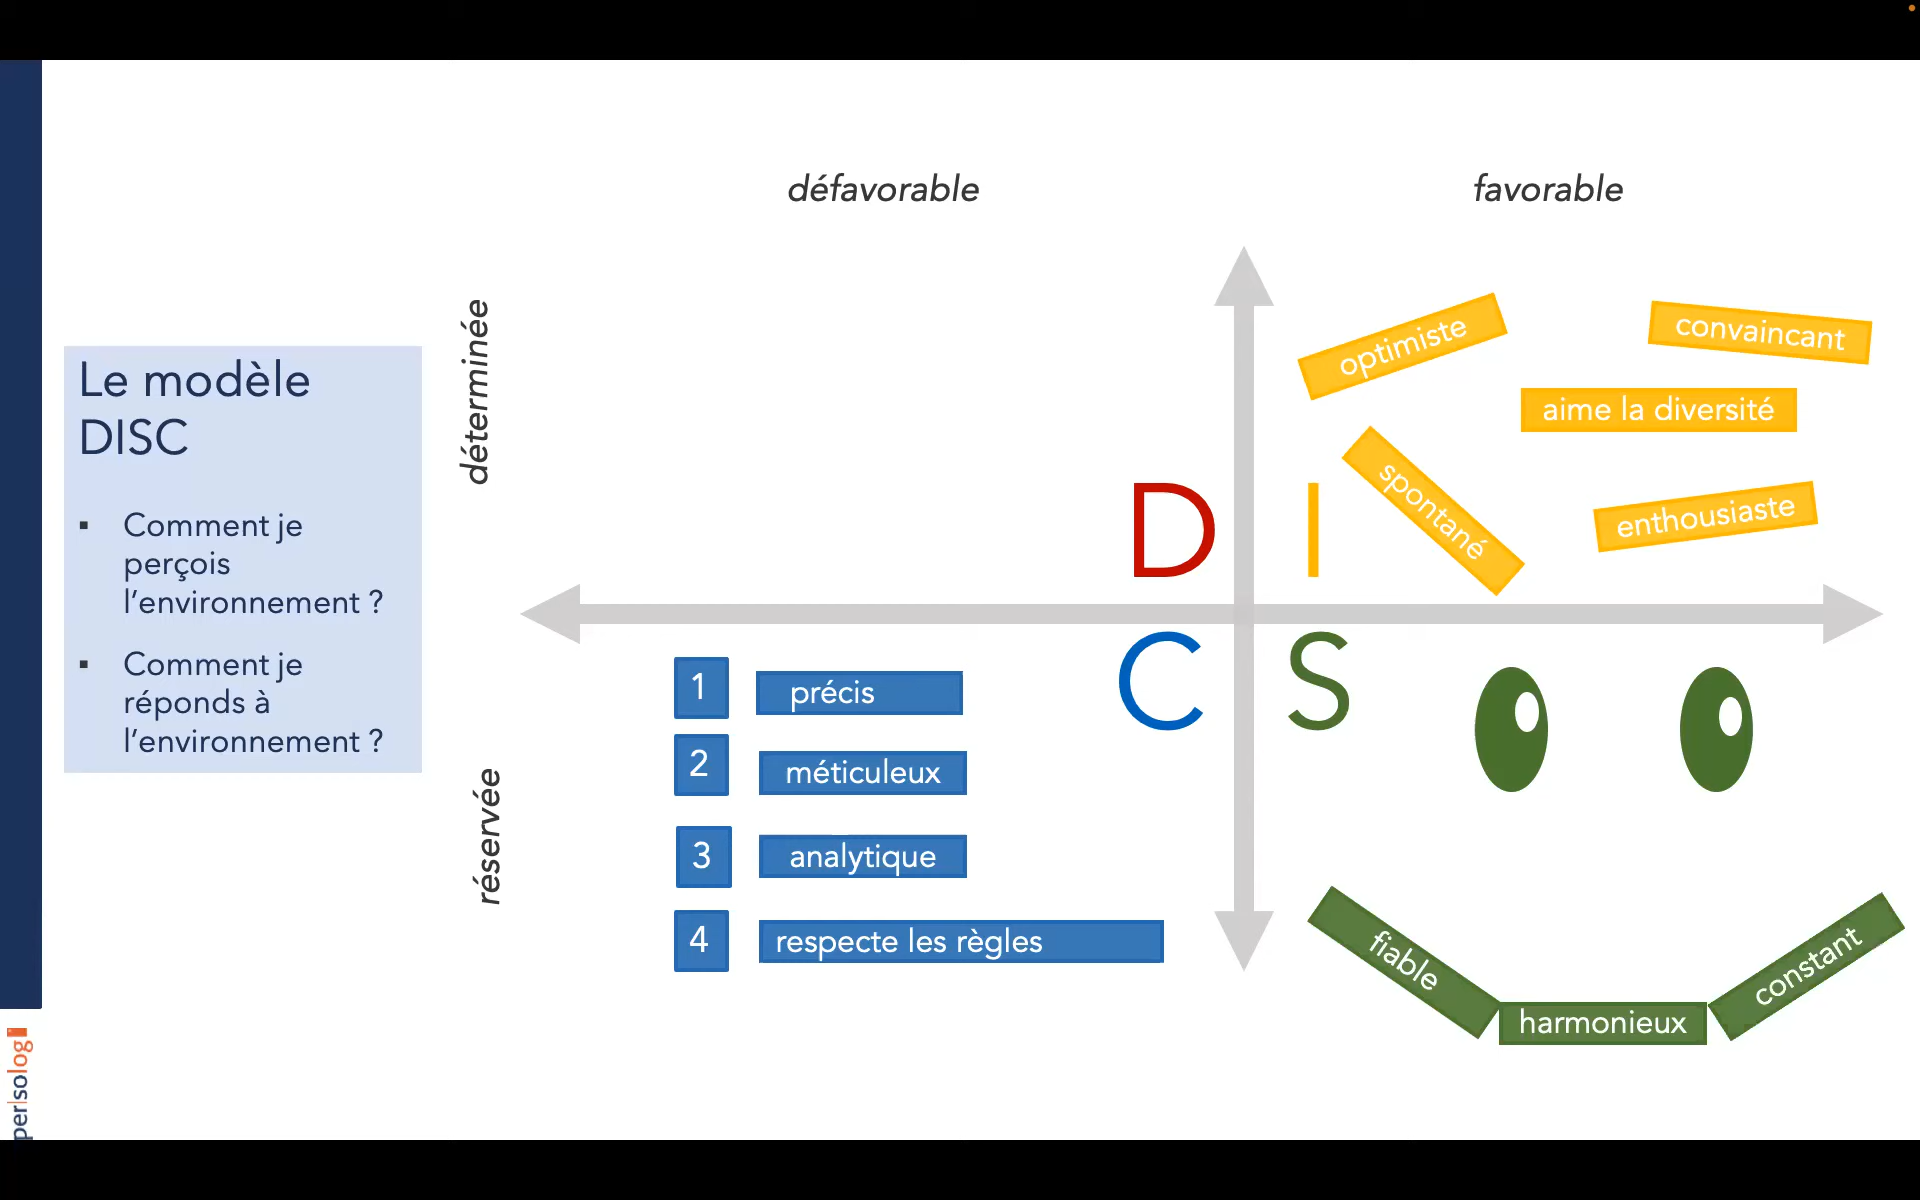 défavorable
favorable
déterminée
réservée
Le modèle
DISC
▪ Comment je
perçois
l’environnement ?
▪ Comment je
réponds à
l’environnement ?
D
I
C
S
optimiste
convaincant
aime la diversité
spontané
enthousiaste
1 précis
2 méticuleux
3 analytique
4 respecte les règles
fiable
harmonieux
constant
persolog